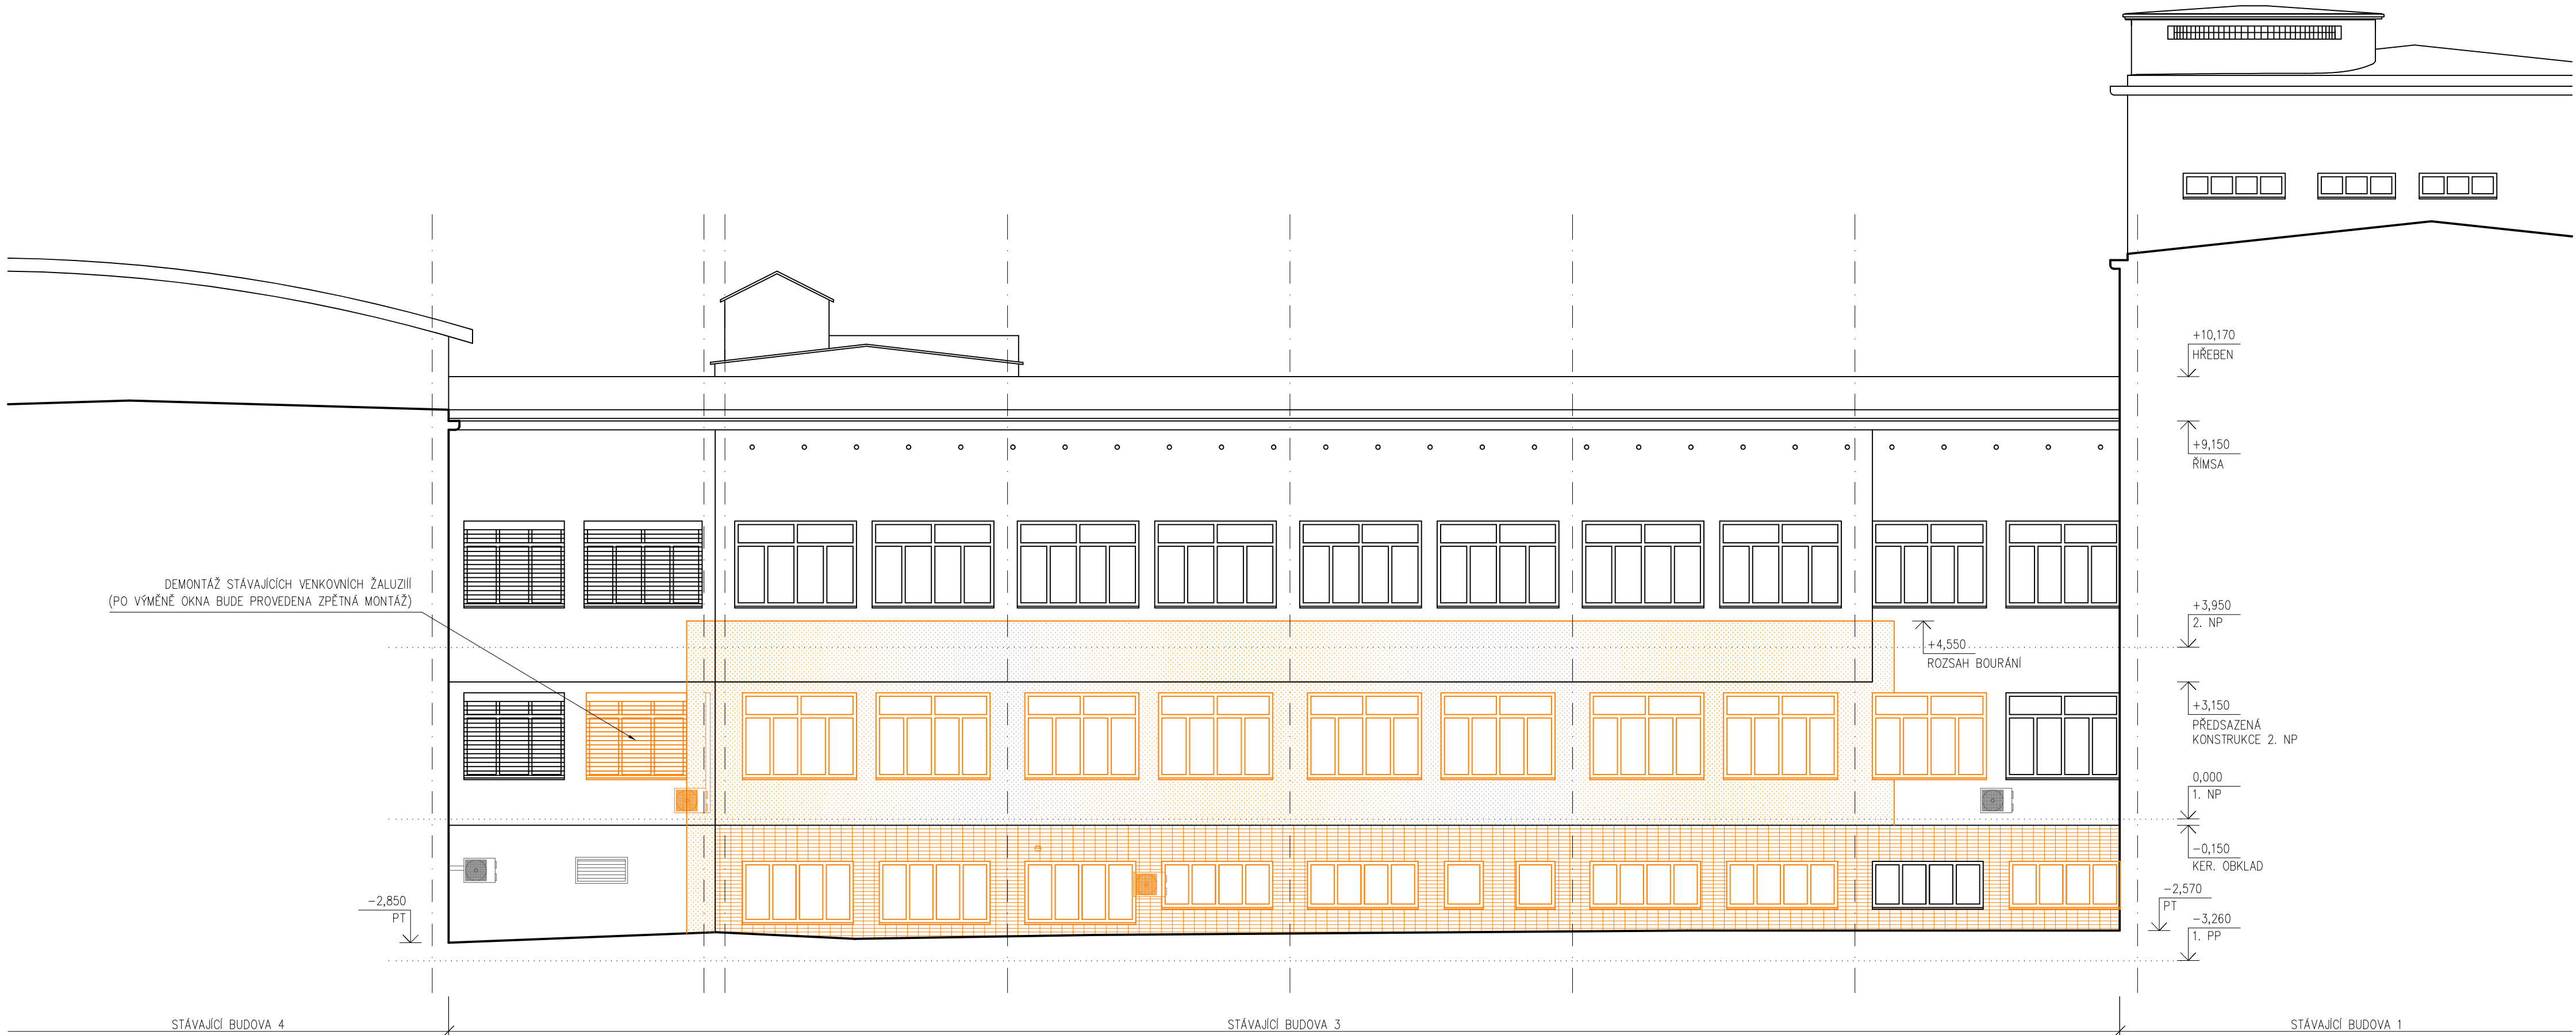 +10,170
HŘEBEN
+9,150
ŘÍMSA
DEMONTÁŽ STÁVAJÍCÍCH VENKOVNÍCH ŽALUZIÍÍ
(PO VÝMĚNĚ OKNA BUDE PROVEDENA ZPĚTNÁ MONTÁŽ)
+3,950
2. NP
+4,550
ROZSAH BOURÁNÍ
+3,150
PŘEDSAZENÁ
KONSTRUKCE 2. NP
0,000
1. NP
-0,150
KER. OBKLAD
-2,850
PT
-2,570
PT
-3,260
1. PP
STÁVAJÍCÍ BUDOVA 4
STÁVAJÍCÍ BUDOVA 3
STÁVAJÍCÍ BUDOVA 1